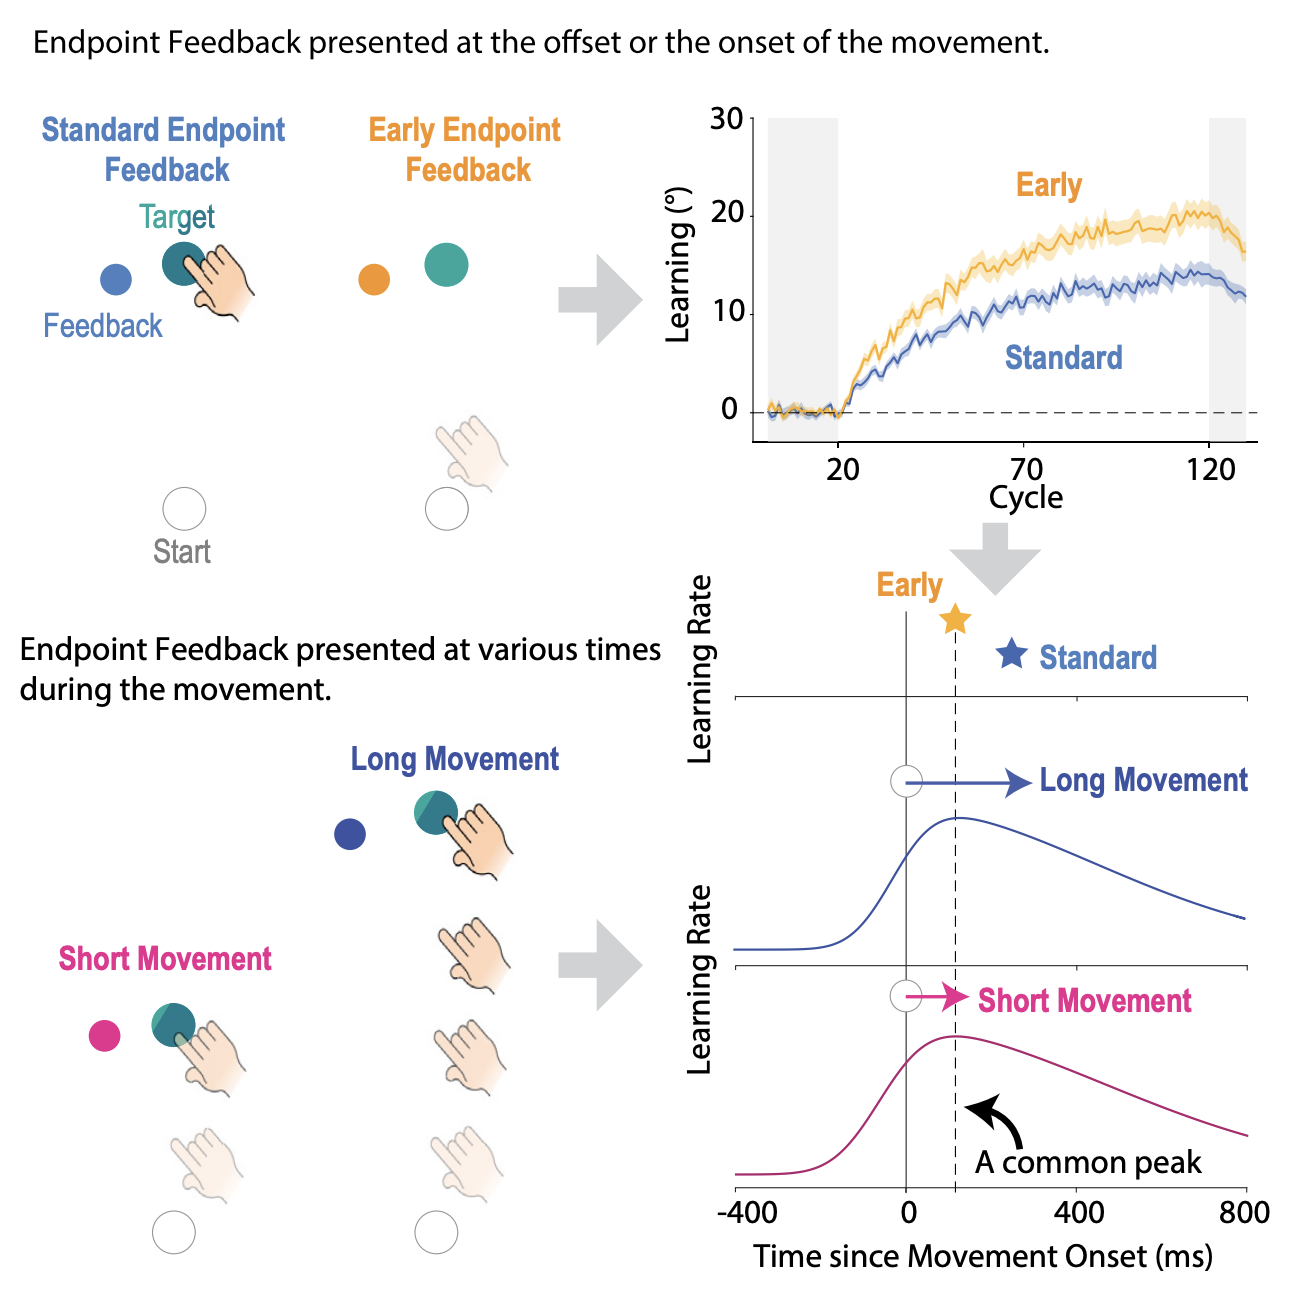 Endpoint Feedback presented at the offset or the onset of the movement.
Standard Endpoint
Feedback
Early Endpoint
Feedback
Target
Feedback
Start
30
20
10
0
Learning (°)
Early
Standard
20
70
120
Cycle
Endpoint Feedback presented at various times
during the movement.
Long Movement
Short Movement
Learning Rate
Early
Standard
Long Movement
Learning Rate
Short Movement
A common peak
-400
0
400
800
Time since Movement Onset (ms)